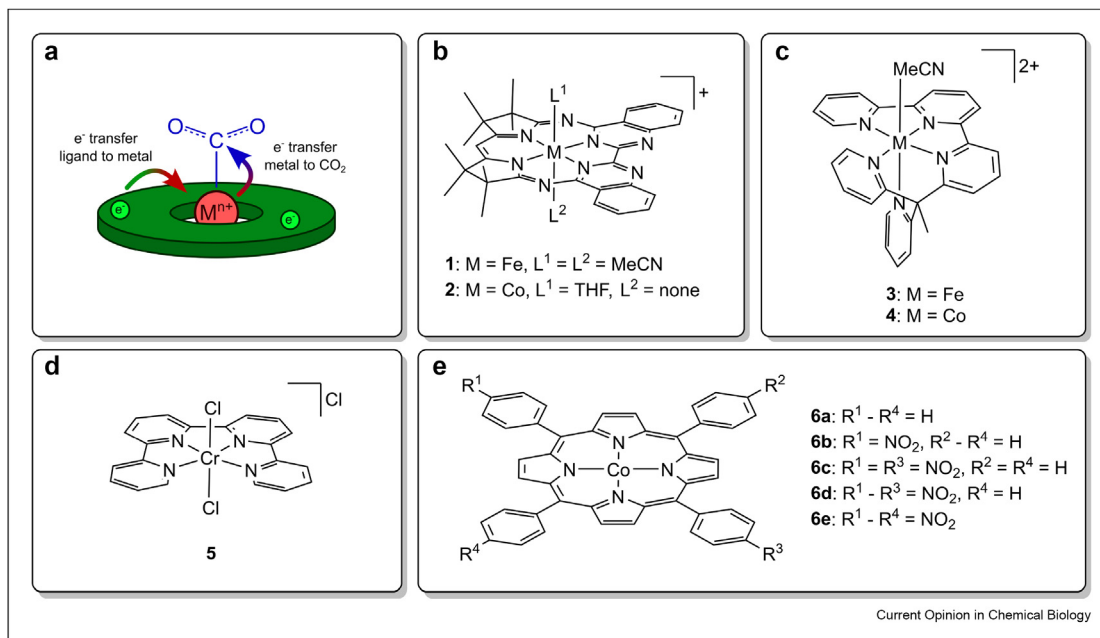 a
O
C
O
e⁻ transfer
ligand to metal
e⁻ transfer
metal to CO₂
e⁻
Mⁿ⁺
e⁻
b
L¹
+
N
N
N
N
N
M
N
N
N
N
L²
1: M = Fe, L¹ = L² = MeCN
2: M = Co, L¹ = THF, L² = none
c
MeCN
2+
N
M
N
N
N
N
3: M = Fe
4: M = Co
d
Cl
Cl
N
N
N
Cr
N
Cl
5
e
R¹
R²
N
N
Co
N
N
R⁴
R³
6a: R¹ - R⁴ = H
6b: R¹ = NO₂, R² - R⁴ = H
6c: R¹ = R³ = NO₂, R² = R⁴ = H
6d: R¹ - R³ = NO₂, R⁴ = H
6e: R¹ - R⁴ = NO₂
Current Opinion in Chemical Biology